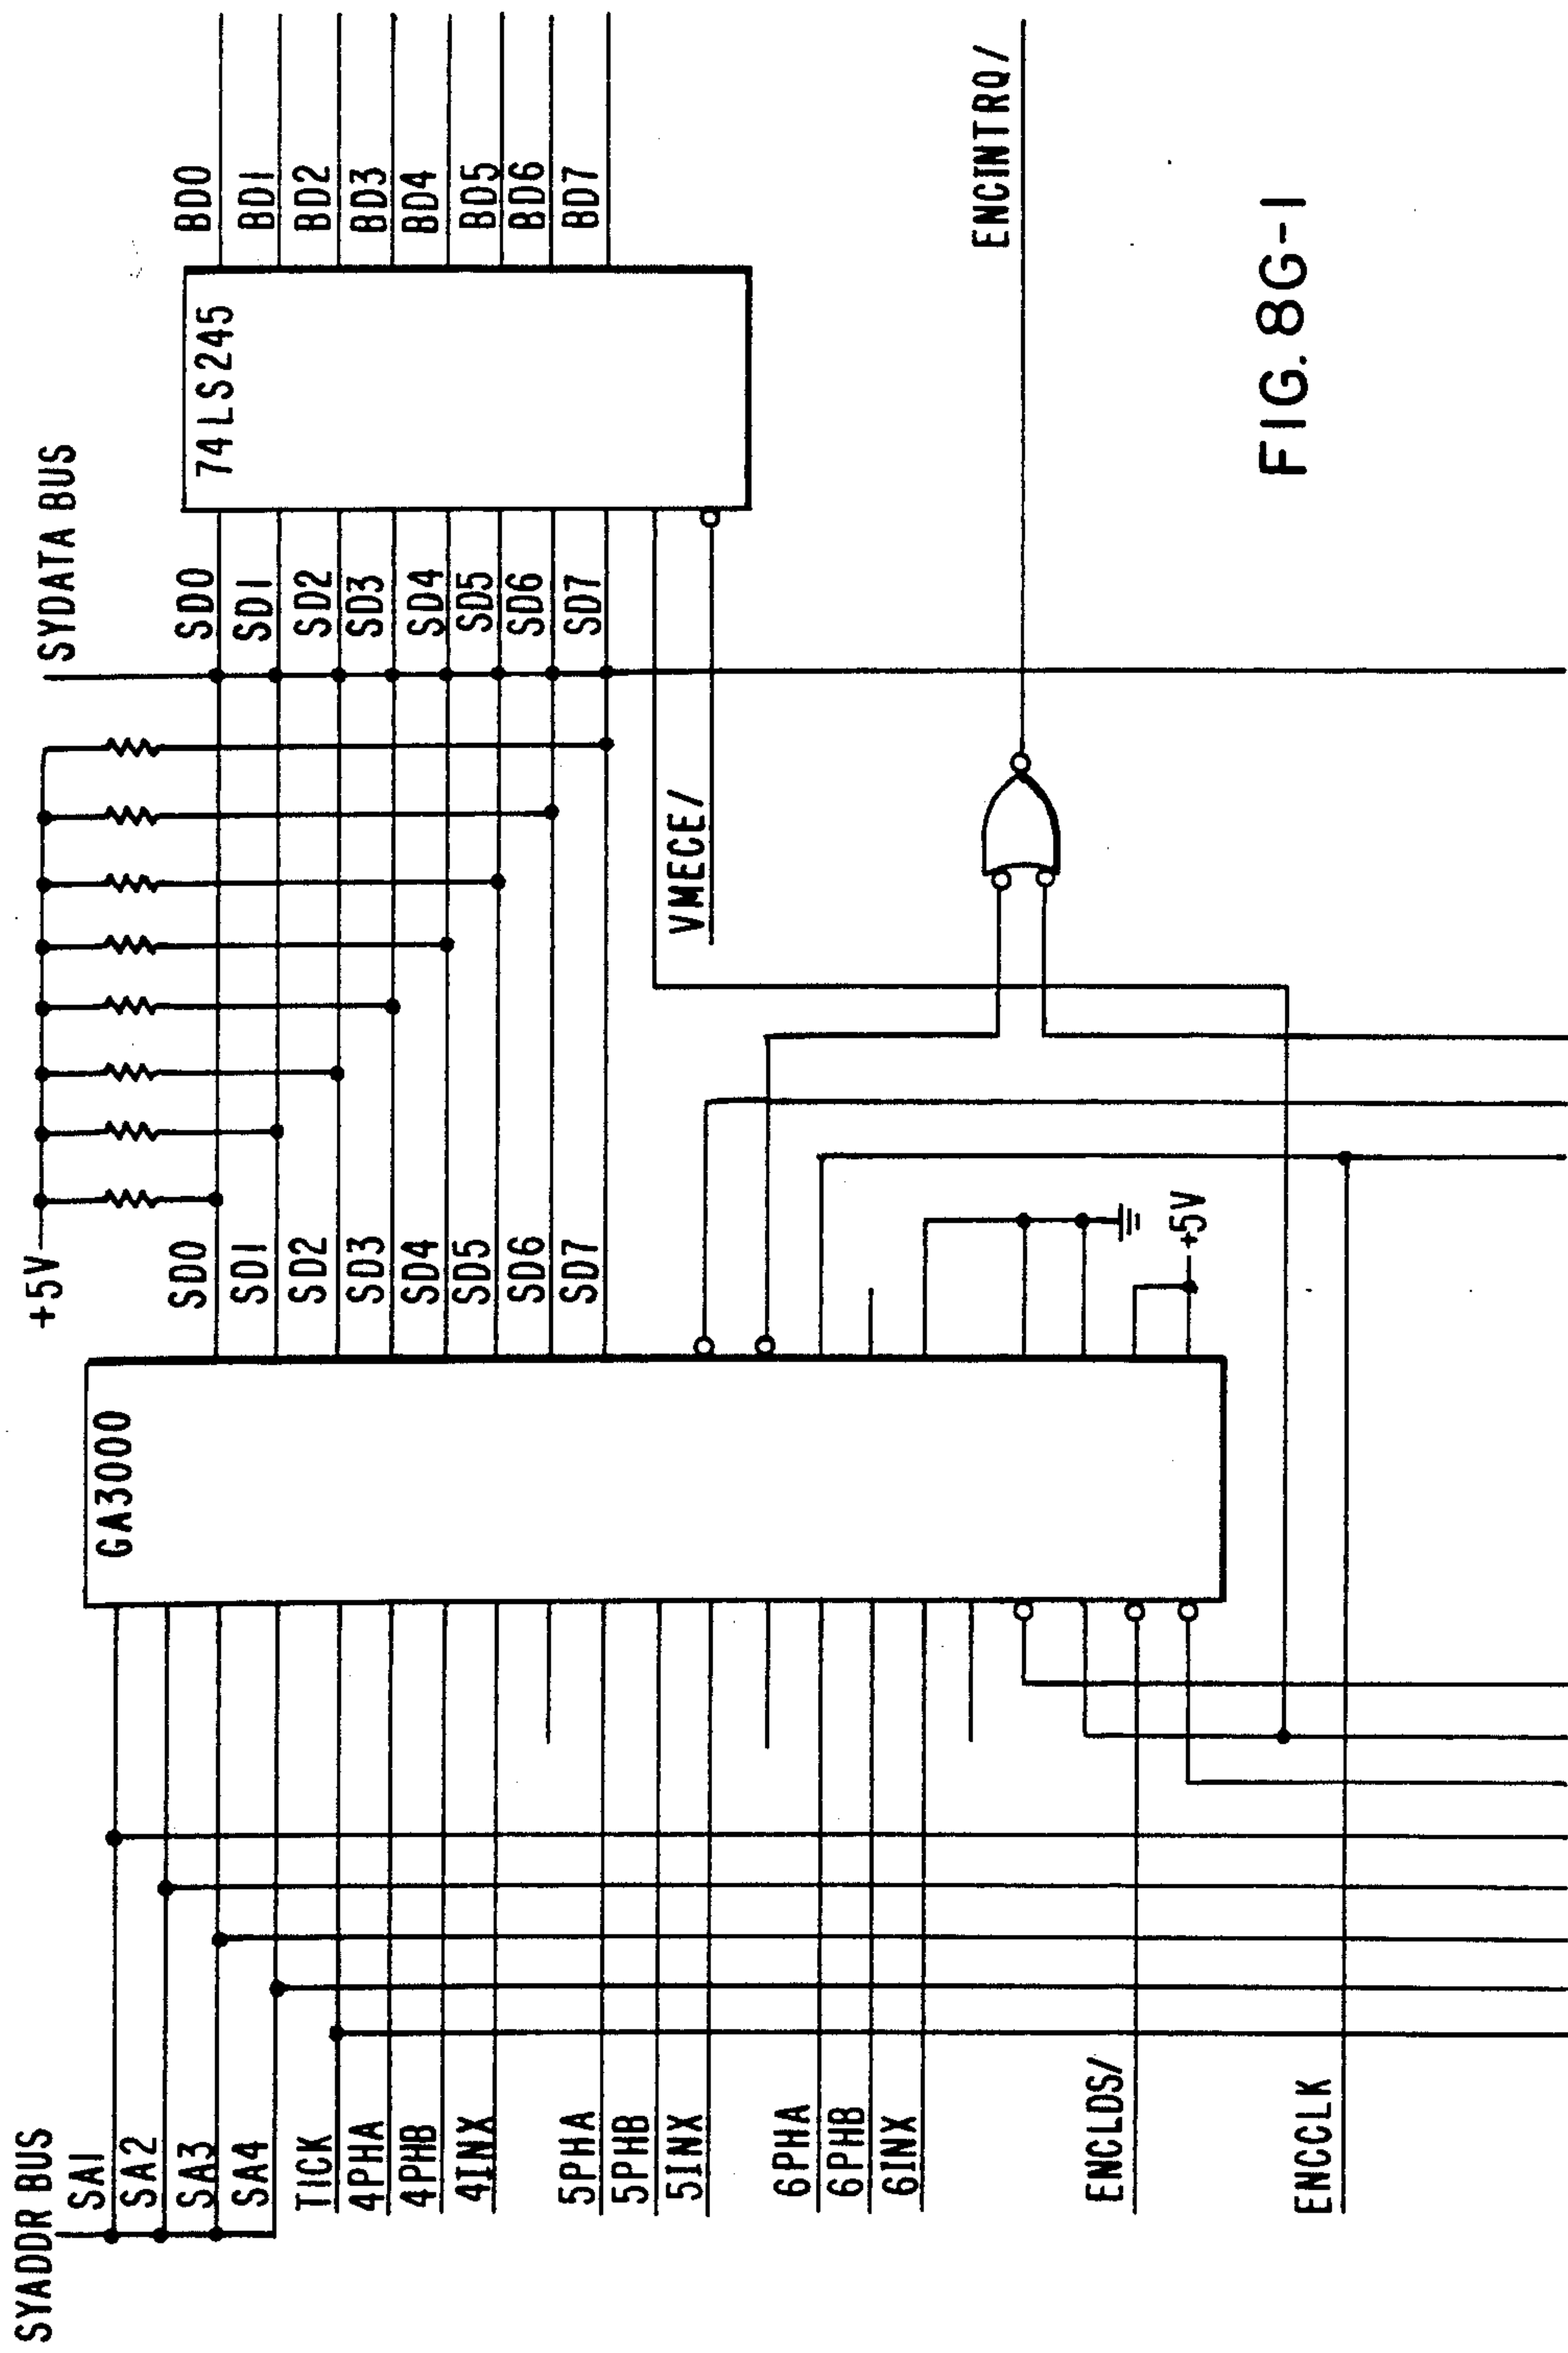 SYADDR BUS
SA1
SA2
SA3
SA4
TICK
4PHA
4PHB
4INX
5PHA
5PHB
5INX
6PHA
6PHB
6INX
ENCLDS/
ENCCLK
GA3000
+5V
SD0
SD1
SD2
SD3
SD4
SD5
SD6
SD7
+5V
VMECE/
SYDATA BUS
SD0
SD1
SD2
SD3
SD4
SD5
SD6
SD7
74LS245
BD0
BD1
BD2
BD3
BD4
BD5
BD6
BD7
ENCINTRQ/
FIG. 8G-1